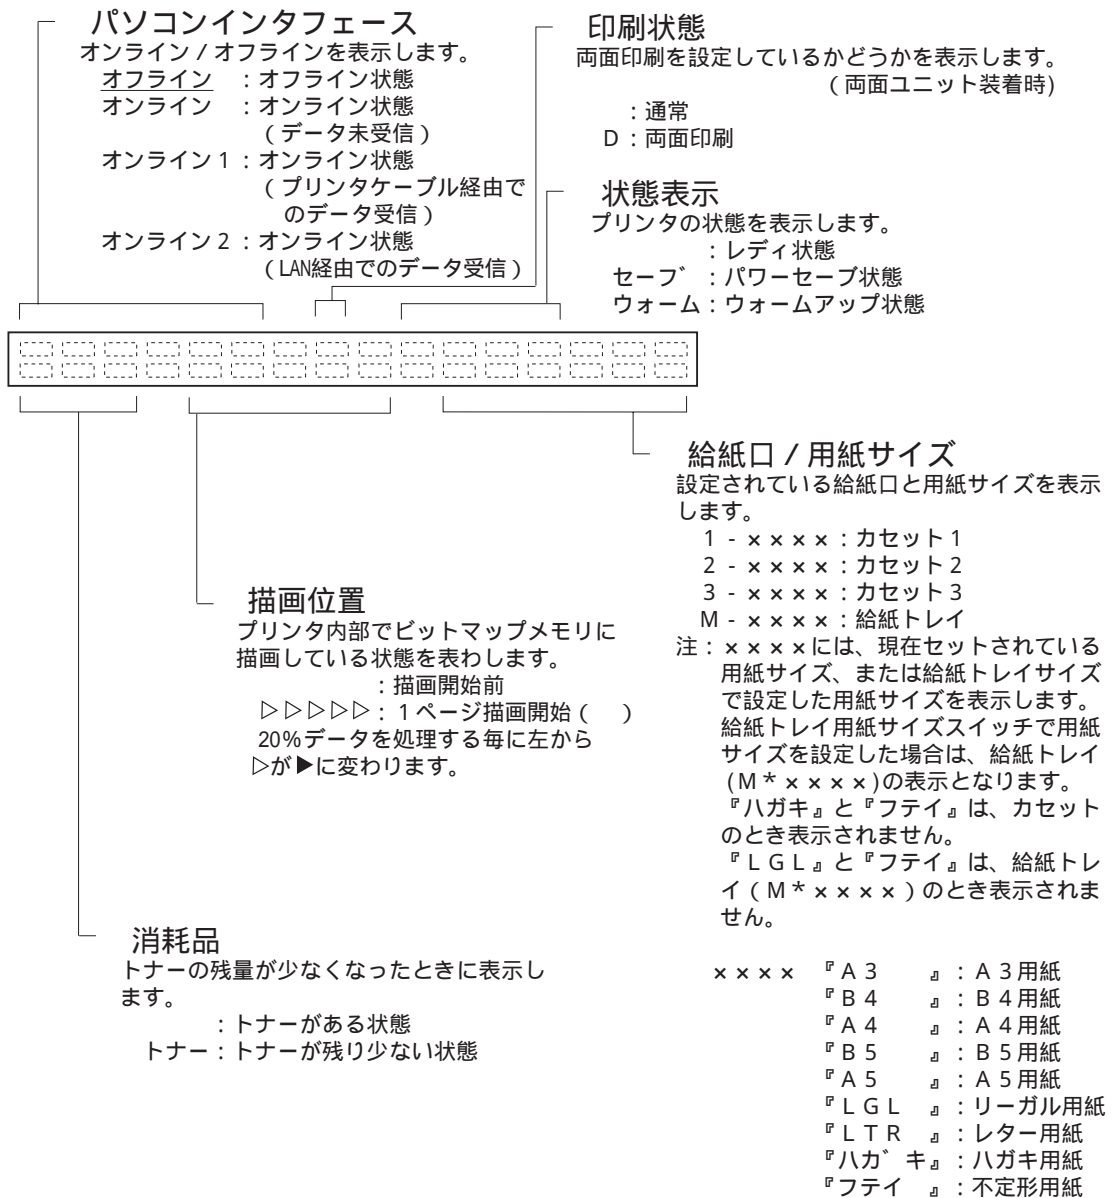 パソコンインタフェース
オンライン / オフラインを表示します。
オフライン ：オフライン状態
オンライン ：オンライン状態
（データ未受信）
オンライン１：オンライン状態
（プリンタケーブル経由で
のデータ受信）
オンライン２：オンライン状態
（LAN経由でのデータ受信）
印刷状態
両面印刷を設定しているかどうかを表示します。
（両面ユニット装着時)
：通常
D：両面印刷
状態表示
プリンタの状態を表示します。
：レディ状態
セーフ゛：パワーセーブ状態
ウォーム：ウォームアップ状態
給紙口 / 用紙サイズ
設定されている給紙口と用紙サイズを表示
します。
1 - ××××：カセット１
2 - ××××：カセット２
3 - ××××：カセット３
M - ××××：給紙トレイ
注：××××には、現在セットされている
用紙サイズ、または給紙トレイサイズ
で設定した用紙サイズを表示します。
給紙トレイ用紙サイズスイッチで用紙
サイズを設定した場合は、給紙トレイ
(M＊××××)の表示となります。
『ハガキ』と『フテイ』は、カセット
のとき表示されません。
『ＬＧＬ』と『フテイ』は、給紙トレ
イ（M＊××××）のとき表示されま
せん。
描画位置
プリンタ内部でビットマップメモリに
描画している状態を表わします。
：描画開始前
▷▷▷▷▷：１ページ描画開始（　）
20%データを処理する毎に左から
▷が▶に変わります。
消耗品
トナーの残量が少なくなったときに表示し
ます。
：トナーがある状態
トナー：トナーが残り少ない状態
×××× 『Ａ３　　』：Ａ３用紙
『Ｂ４　　』：Ｂ４用紙
『Ａ４　　』：Ａ４用紙
『Ｂ５　　』：Ｂ５用紙
『Ａ５　　』：Ａ５用紙
『ＬＧＬ　』：リーガル用紙
『ＬＴＲ　』：レター用紙
『ハカ゛キ』：ハガキ用紙
『フテイ　』：不定形用紙